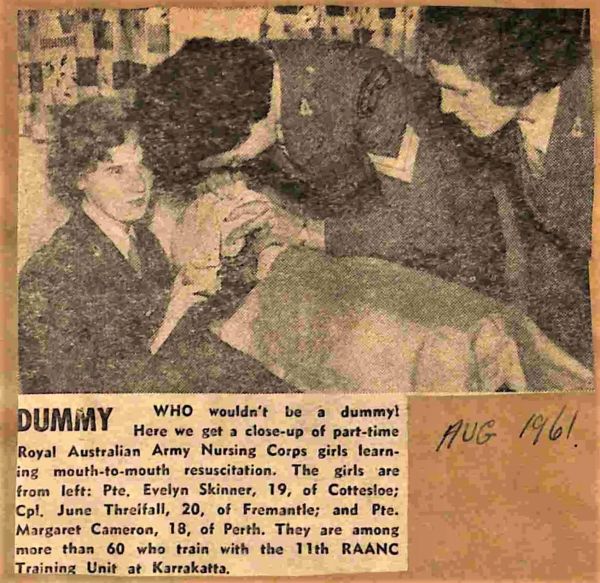 DUMMY WHO wouldn't be a dummy!
Here we get a close-up of part-time
Royal Australian Army Nursing Corps girls learn-
ing mouth-to-mouth resuscitation. The girls are
from left: Pte. Evelyn Skinner, 19, of Cottesloe;
Cpl. June Threifall, 20, of Fremantle; and Pte.
Margaret Cameron, 18, of Perth. They are among
more than 60 who train with the 11th RAANC
Training Unit at Karrakatta.
AUG 1961.